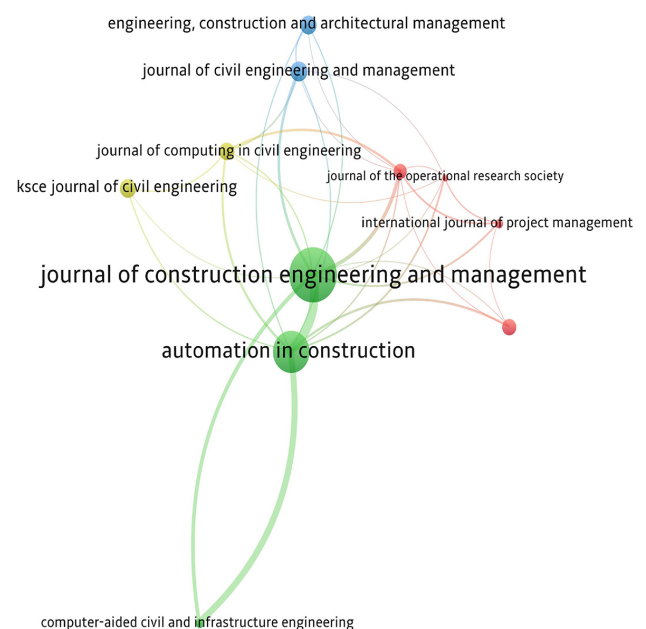 engineering, construction and architectural management
journal of civil engineering and management
journal of computing in civil engineering
journal of the operational research society
ksce journal of civil engineering
international journal of project management
journal of construction engineering and management
automation in construction
computer-aided civil and infrastructure engineering